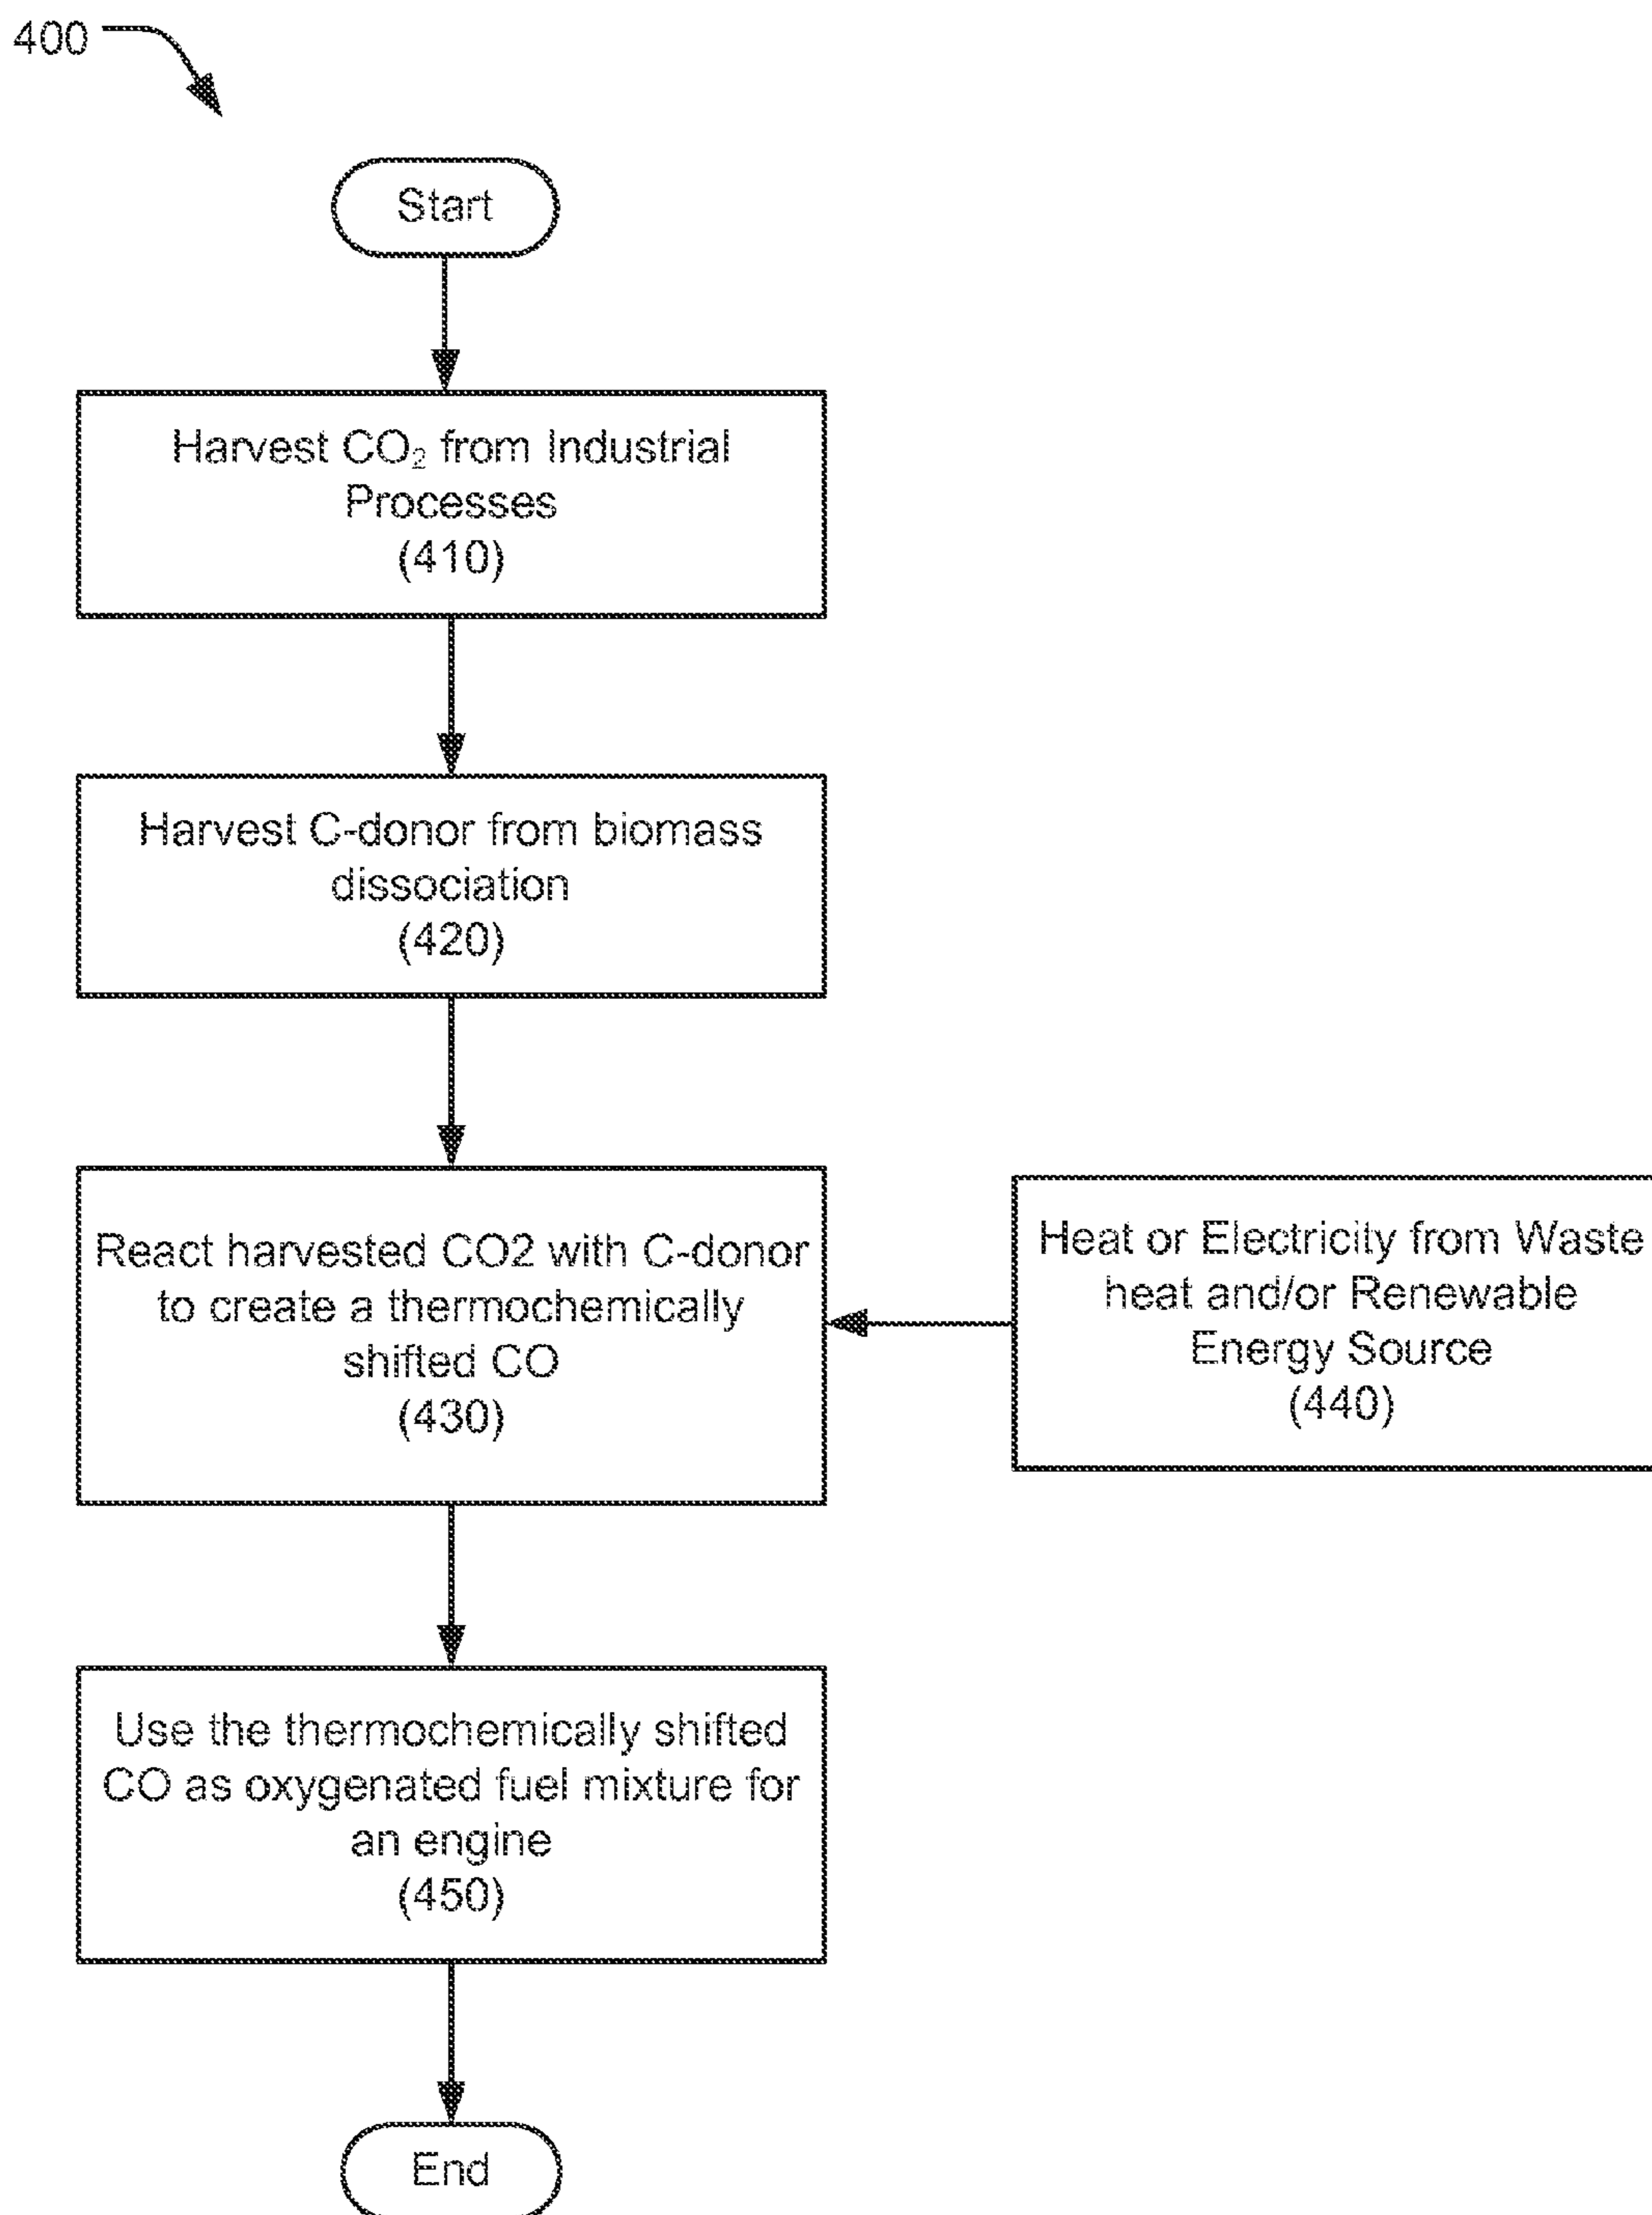 400
Start
Harvest CO₂ from Industrial
Processes
(410)
Harvest C-donor from biomass
dissociation
(420)
React harvested CO2 with C-donor
to create a thermochemically
shifted CO
(430)
Heat or Electricity from Waste
heat and/or Renewable
Energy Source
(440)
Use the thermochemically shifted
CO as oxygenated fuel mixture for
an engine
(450)
End